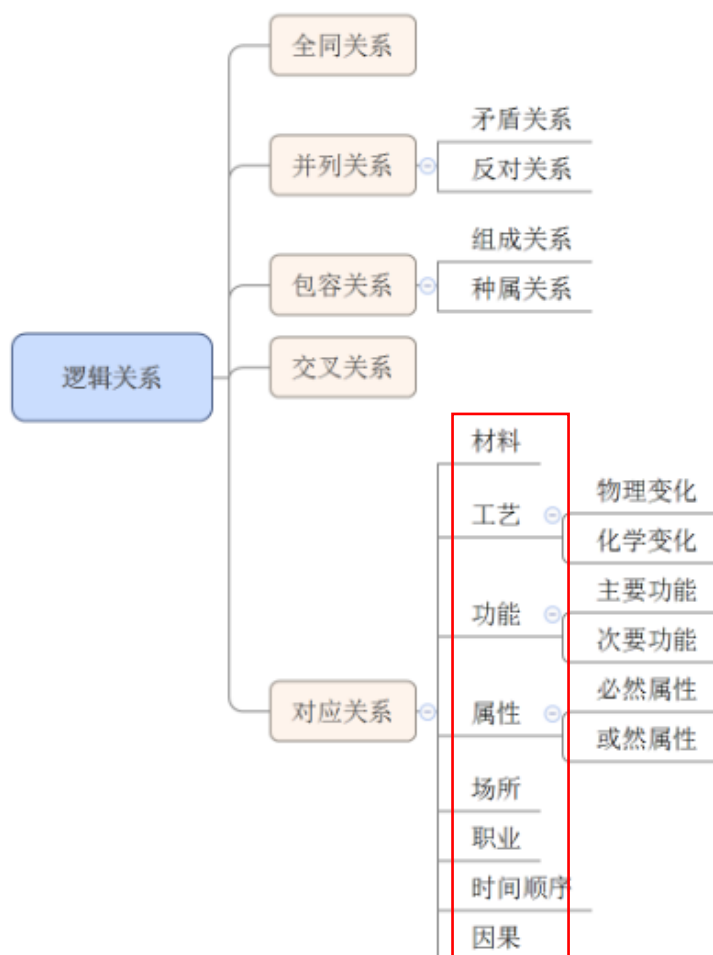 逻辑关系
全同关系
并列关系
矛盾关系
反对关系
包容关系
组成关系
种属关系
交叉关系
对应关系
材料
工艺
物理变化
化学变化
功能
主要功能
次要功能
属性
必然属性
或然属性
场所
职业
时间顺序
因果